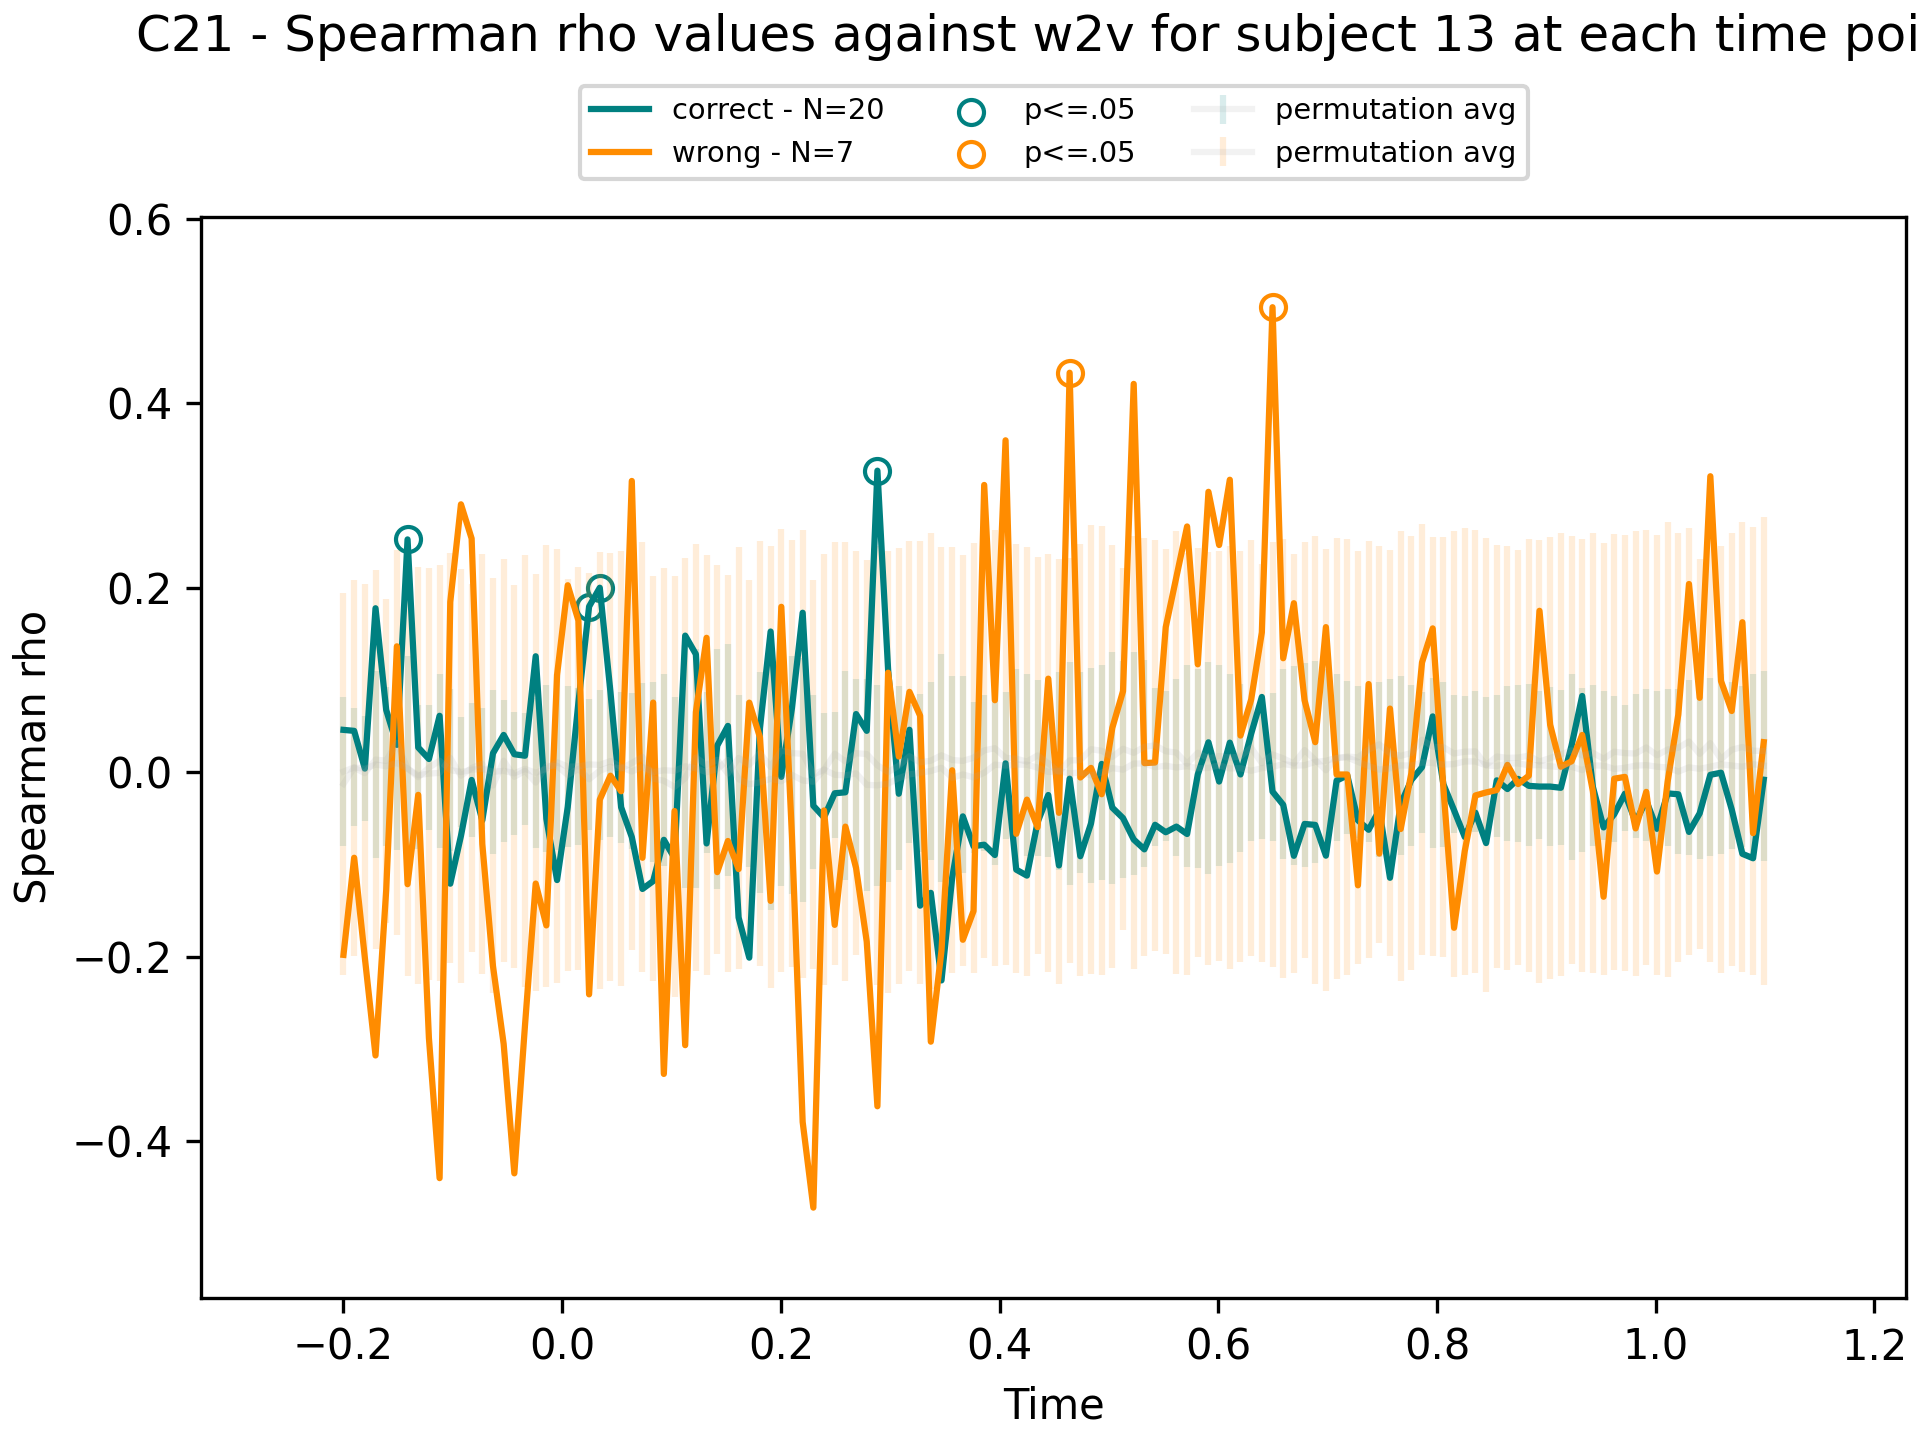 C21 - Spearman rho values against w2v for subject 13 at each time poi
correct - N=20 p<=.05 permutation avg
wrong - N=7 p<=.05 permutation avg
0.6
0.4
0.2
0.0
−0.2
−0.4
Spearman rho
−0.2 0.0 0.2 0.4 0.6 0.8 1.0 1.2
Time